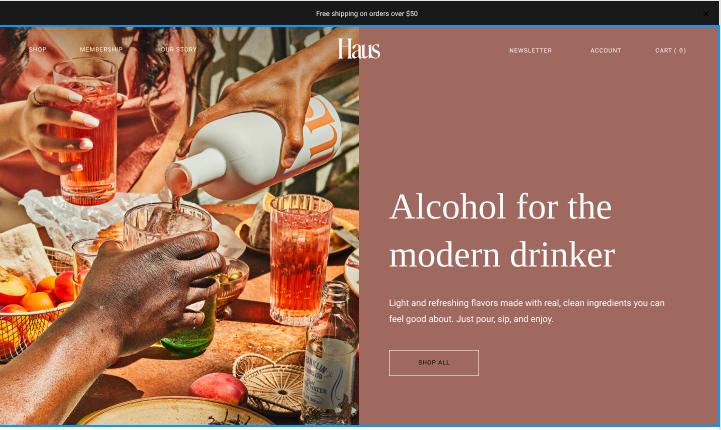 Free shipping on orders over $50
SHOP MEMBERSHIP OUR STORY Haus NEWSLETTER ACCOUNT CART ( 0)
Alcohol for the
modern drinker
Light and refreshing flavors made with real, clean ingredients you can
feel good about. Just pour, sip, and enjoy.
SHOP ALL